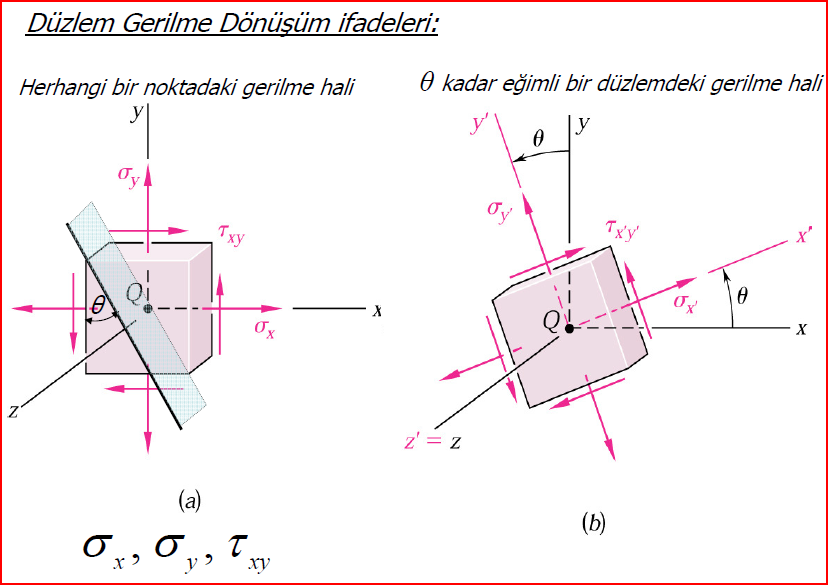 Düzlem Gerilme Dönüşüm ifadeleri:
Herhangi bir noktadaki gerilme hali
θ kadar eğimli bir düzlemdeki gerilme hali
y
σy
τxy
θ
Q
σx
x
z
(a)
σx, σy, τxy
y'
θ
y
σy'
τx'y'
x'
σx'
θ
Q
x
z' = z
(b)